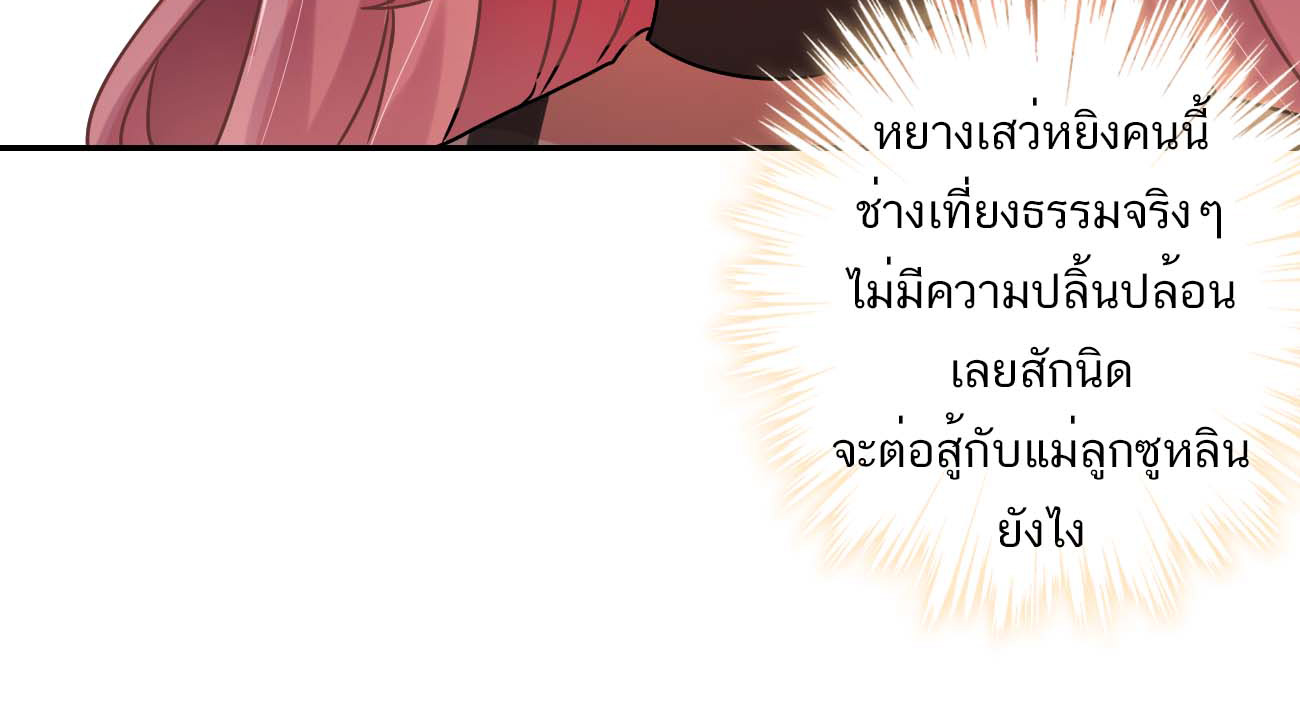 หยางเสว่หยิงคนนี้
ช่างเที่ยงธรรมจริงๆ
ไม่มีความปลิ้นปล้อน
เลยสักนิด
จะต่อสู้กับแม่ลูกซูหลิน
ยังไง